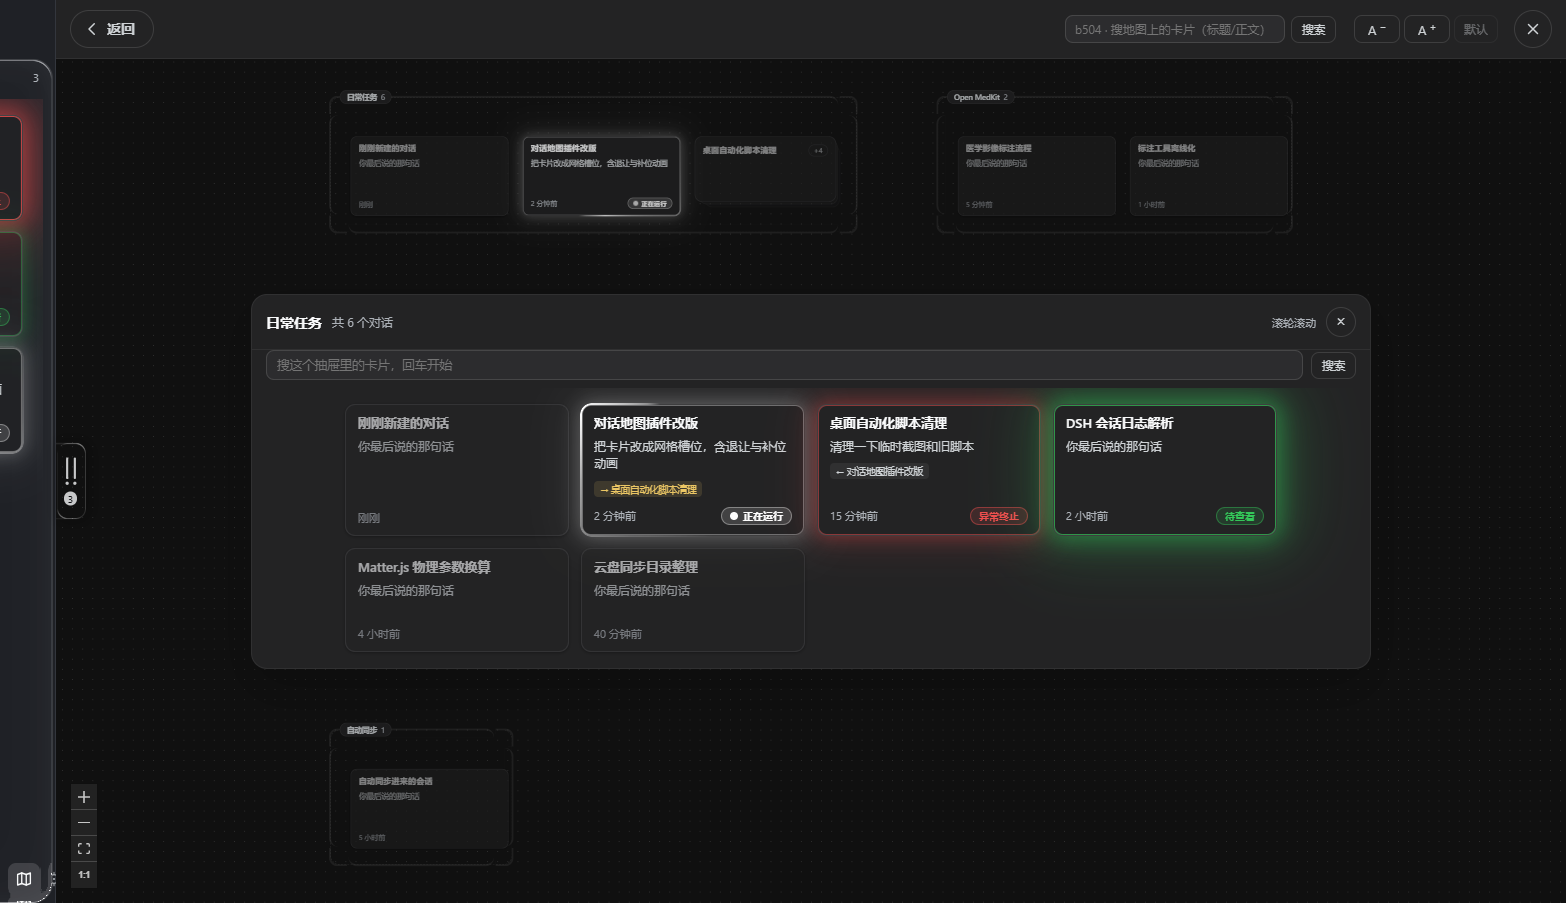 返回
b504 · 搜地图上的卡片（标题/正文）
搜索
A⁻
A⁺
默认
3
日常任务 6
刚刚新建的对话
你最后说的那句话
刚刚
对话地图插件改版
把卡片改成网格槽位，含退让与补位动画
2 分钟前
正在运行
桌面自动化脚本清理
+4
Open MedKit 2
医学影像标注流程
你最后说的那句话
5 分钟前
标注工具离线化
你最后说的那句话
1 小时前
日常任务 共 6 个对话
滚轮滚动
搜这个抽屉里的卡片，回车开始
搜索
刚刚新建的对话
你最后说的那句话
刚刚
对话地图插件改版
把卡片改成网格槽位，含退让与补位
动画
→ 桌面自动化脚本清理
2 分钟前
正在运行
桌面自动化脚本清理
清理一下临时截图和旧脚本
← 对话地图插件改版
15 分钟前
异常终止
DSH 会话日志解析
你最后说的那句话
2 小时前
待查看
Matter.js 物理参数换算
你最后说的那句话
4 小时前
云盘同步目录整理
你最后说的那句话
40 分钟前
3
自动同步 1
自动同步进来的会话
你最后说的那句话
5 小时前
1:1